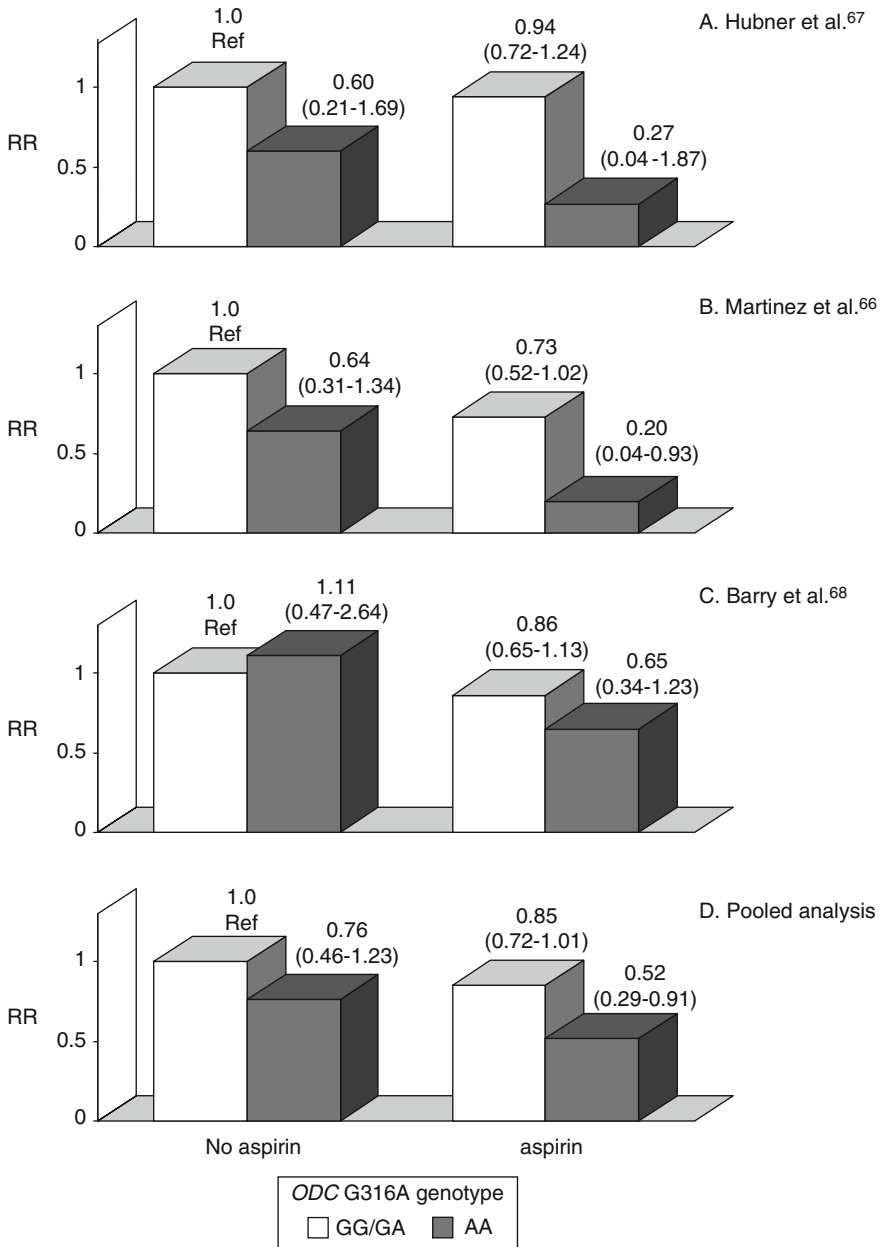 A. Hubner et al.67
1.0
Ref
0.60
(0.21-1.69)
0.94
(0.72-1.24)
0.27
(0.04-1.87)
RR
1
0.5
0
B. Martinez et al.66
1.0
Ref
0.64
(0.31-1.34)
0.73
(0.52-1.02)
0.20
(0.04-0.93)
RR
1
0.5
0
C. Barry et al.68
1.0
Ref
1.11
(0.47-2.64)
0.86
(0.65-1.13)
0.65
(0.34-1.23)
RR
1
0.5
0
D. Pooled analysis
1.0
Ref
0.76
(0.46-1.23)
0.85
(0.72-1.01)
0.52
(0.29-0.91)
RR
1
0.5
0
No aspirin
aspirin
ODC G316A genotype
GG/GA AA